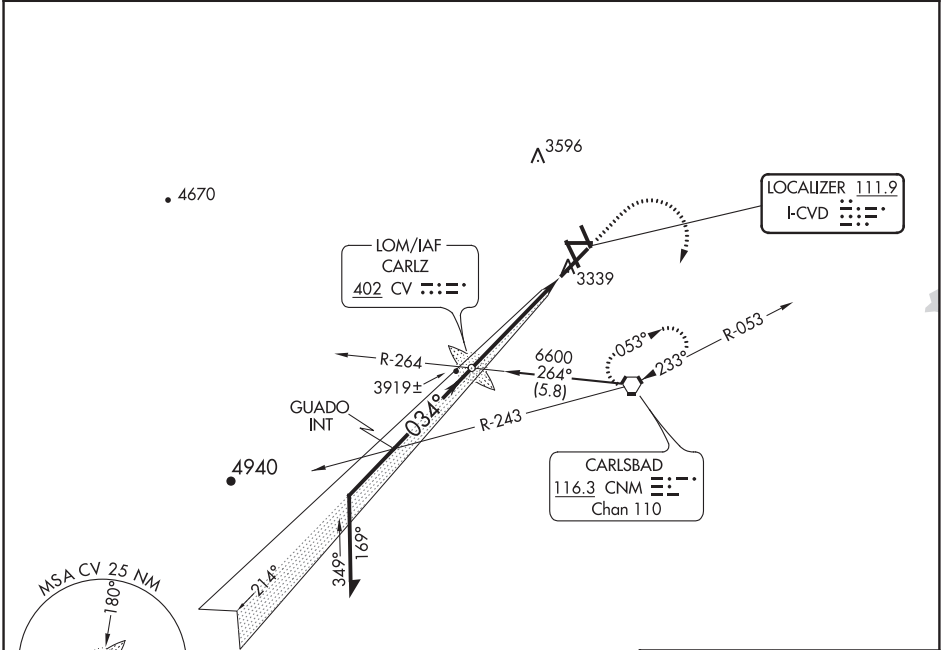 3596
4670
LOCALIZER 111.9
I-CVD
LOM/IAF
CARLZ
402 CV
3339
R-053
053°
233°
R-264
6600
264°
(5.8)
3919±
034°
GUADO
INT
R-243
4940
CARLSBAD
116.3 CNM
Chan 110
349°
169°
214°
MSA CV 25 NM
180°